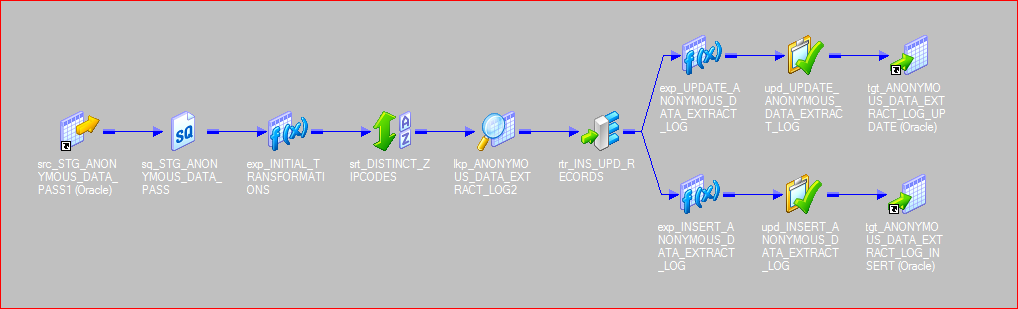 exp_UPDATE_A
NONYMOUS_D
ATA_EXTRACT
_LOG
upd_UPDATE_
ANONYMOUS_
DATA_EXTRAC
T_LOG
tgt_ANONYMO
US_DATA_EXT
RACT_LOG_UP
DATE (Oracle)
src_STG_ANON
YMOUS_DATA_
PASS1 (Oracle)
SQ
sq_STG_ANON
YMOUS_DATA_
PASS
exp_INITIAL_T
RANSFORMATI
ONS
A
Z
srt_DISTINCT_Z
IPCODES
lkp_ANONYMO
US_DATA_EXT
RACT_LOG2
rtr_INS_UPD_R
ECORDS
f(x)
f(x)
f(x)
exp_INSERT_A
NONYMOUS_D
ATA_EXTRACT
_LOG
upd_INSERT_A
NONYMOUS_D
ATA_EXTRACT
_LOG
tgt_ANONYMO
US_DATA_EXT
RACT_LOG_IN
SERT (Oracle)